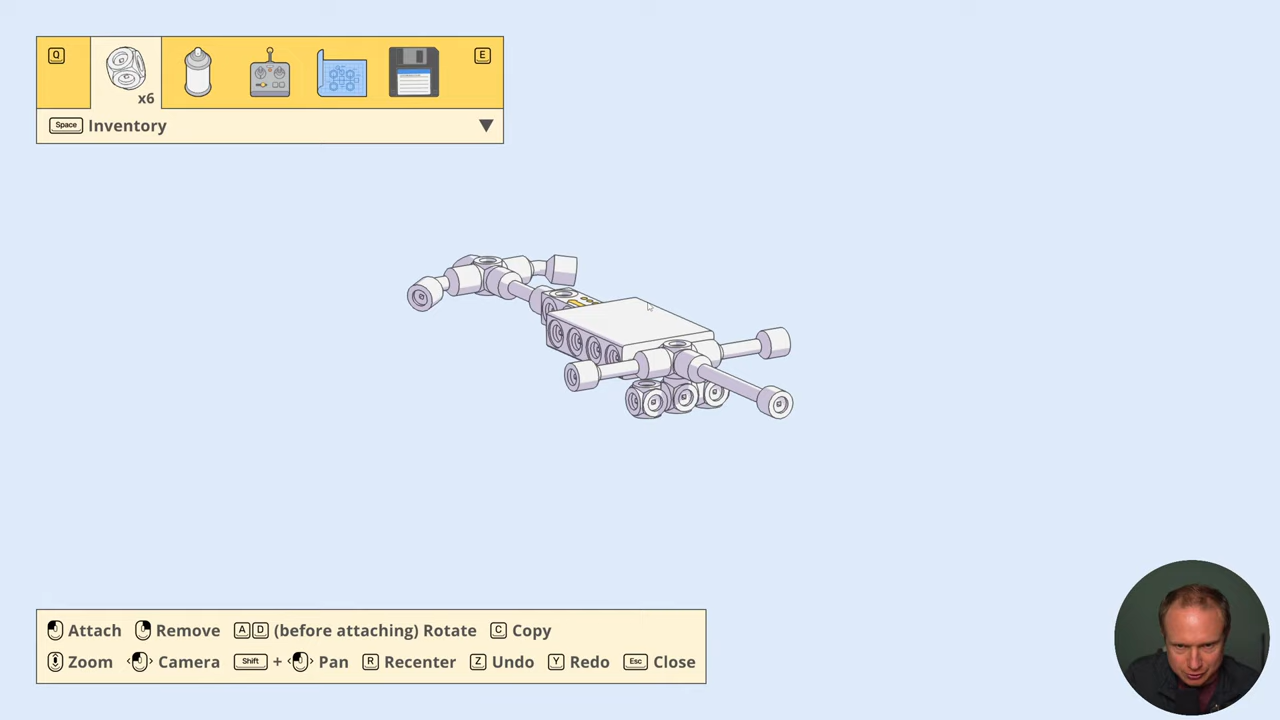 Q
E
x6
Space Inventory
Attach Remove A D (before attaching) Rotate C Copy
Zoom Camera Shift + Pan R Recenter Z Undo Y Redo Esc Close